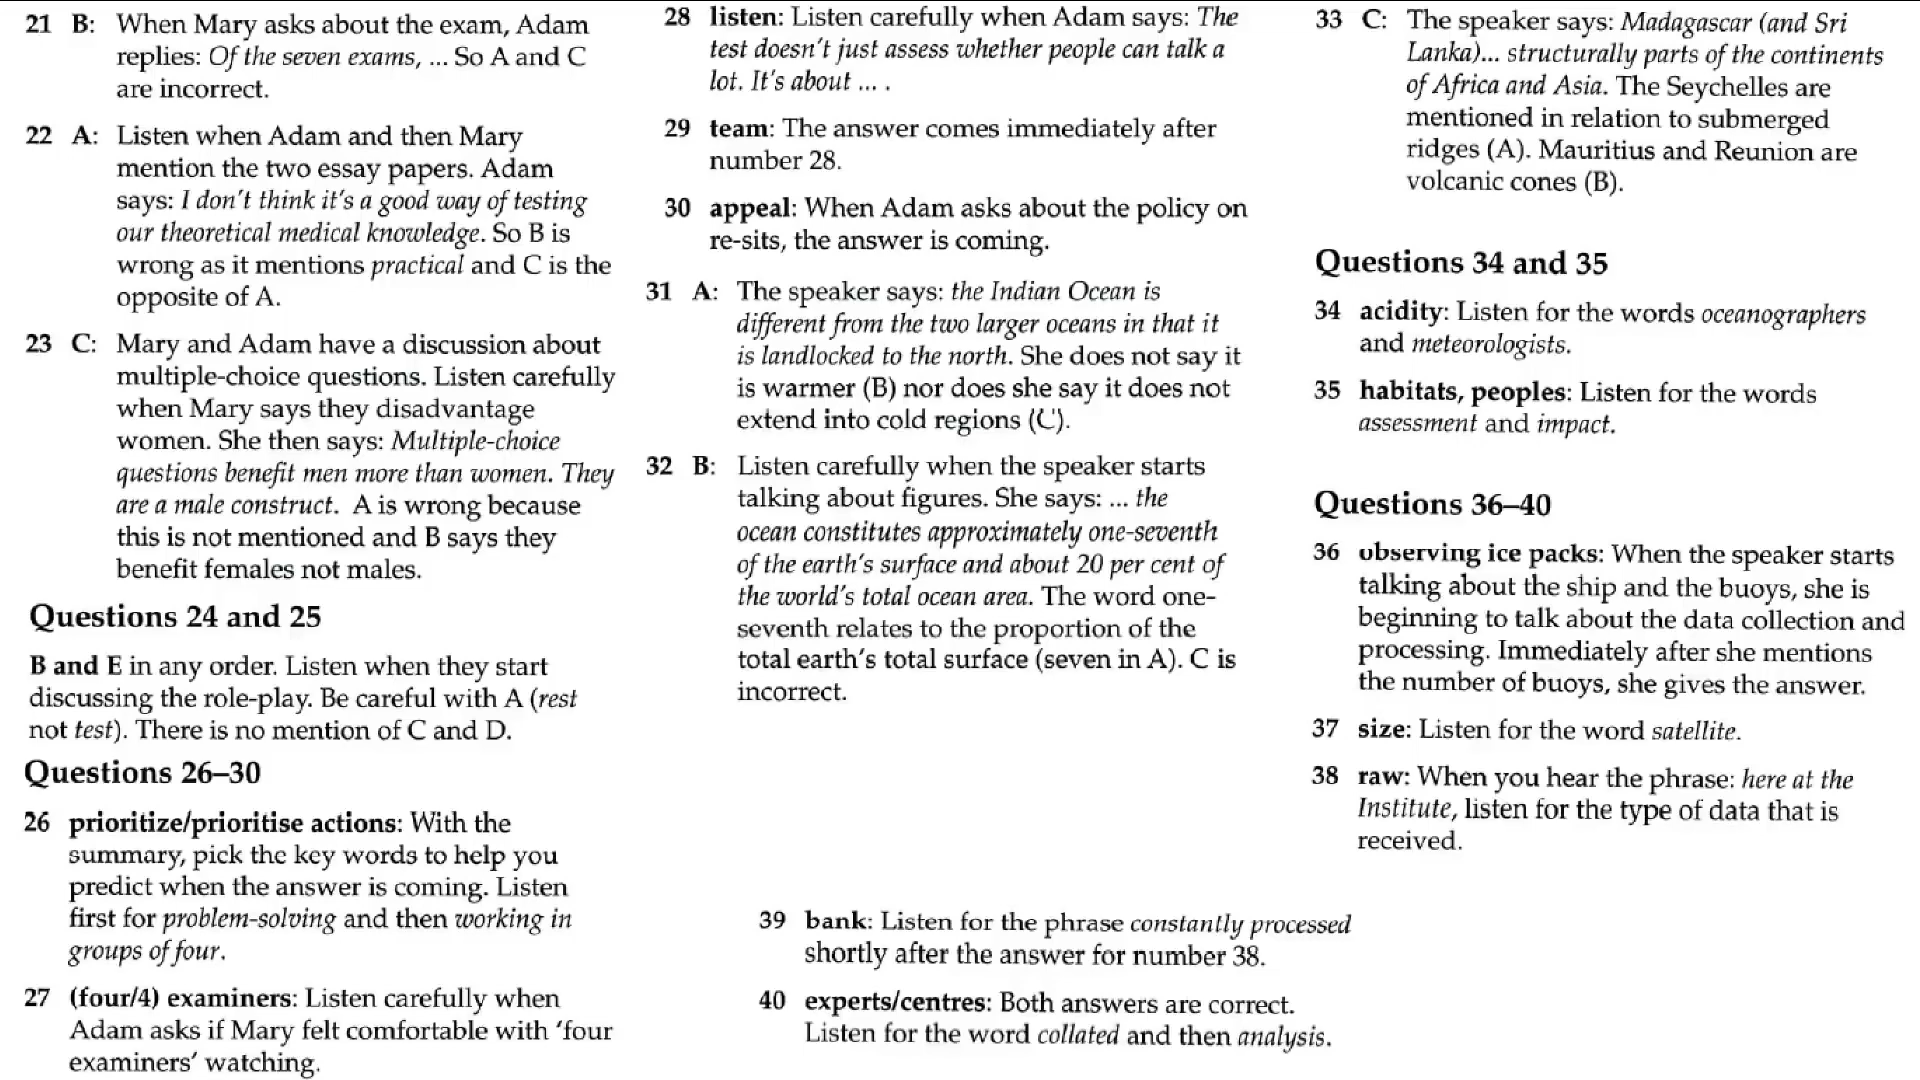 21 B: When Mary asks about the exam, Adam
replies: Of the seven exams, ... So A and C
are incorrect.
22 A: Listen when Adam and then Mary
mention the two essay papers. Adam
says: I don't think it's a good way of testing
our theoretical medical knowledge. So B is
wrong as it mentions practical and C is the
opposite of A.
23 C: Mary and Adam have a discussion about
multiple-choice questions. Listen carefully
when Mary says they disadvantage
women. She then says: Multiple-choice
questions benefit men more than women. They
are a male construct. A is wrong because
this is not mentioned and B says they
benefit females not males.
Questions 24 and 25
B and E in any order. Listen when they start
discussing the role-play. Be careful with A (rest
not test). There is no mention of C and D.
Questions 26–30
26 prioritize/prioritise actions: With the
summary, pick the key words to help you
predict when the answer is coming. Listen
first for problem-solving and then working in
groups of four.
27 (four/4) examiners: Listen carefully when
Adam asks if Mary felt comfortable with 'four
examiners' watching.
28 listen: Listen carefully when Adam says: The
test doesn't just assess whether people can talk a
lot. It's about ... .
29 team: The answer comes immediately after
number 28.
30 appeal: When Adam asks about the policy on
re-sits, the answer is coming.
31 A: The speaker says: the Indian Ocean is
different from the two larger oceans in that it
is landlocked to the north. She does not say it
is warmer (B) nor does she say it does not
extend into cold regions (C).
32 B: Listen carefully when the speaker starts
talking about figures. She says: ... the
ocean constitutes approximately one-seventh
of the earth's surface and about 20 per cent of
the world's total ocean area. The word one-
seventh relates to the proportion of the
total earth's total surface (seven in A). C is
incorrect.
33 C: The speaker says: Madagascar (and Sri
Lanka)... structurally parts of the continents
of Africa and Asia. The Seychelles are
mentioned in relation to submerged
ridges (A). Mauritius and Reunion are
volcanic cones (B).
Questions 34 and 35
34 acidity: Listen for the words oceanographers
and meteorologists.
35 habitats, peoples: Listen for the words
assessment and impact.
Questions 36–40
36 observing ice packs: When the speaker starts
talking about the ship and the buoys, she is
beginning to talk about the data collection and
processing. Immediately after she mentions
the number of buoys, she gives the answer.
37 size: Listen for the word satellite.
38 raw: When you hear the phrase: here at the
Institute, listen for the type of data that is
received.
39 bank: Listen for the phrase constantly processed
shortly after the answer for number 38.
40 experts/centres: Both answers are correct.
Listen for the word collated and then analysis.